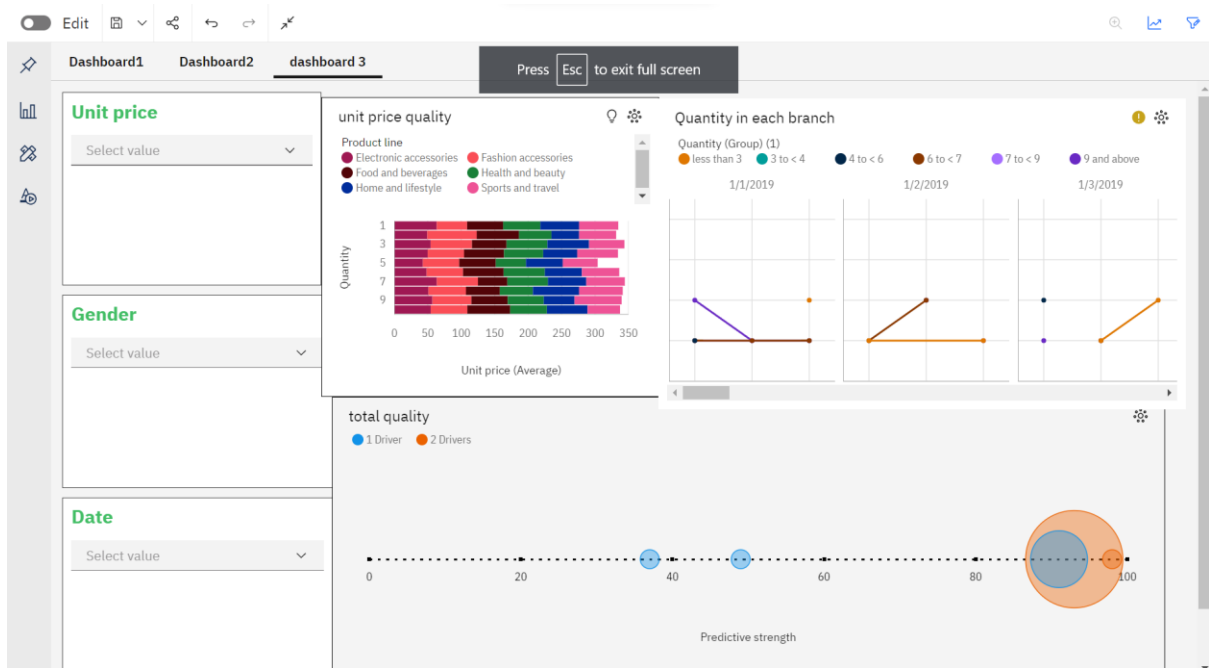 Edit
Dashboard1 Dashboard2 dashboard 3
Press Esc to exit full screen
Unit price
Select value
Gender
Select value
Date
Select value
unit price quality
Product line
Electronic accessories Fashion accessories
Food and beverages Health and beauty
Home and lifestyle Sports and travel
Quantity
1
3
5
7
9
0 50 100 150 200 250 300 350
Unit price (Average)
Quantity in each branch
Quantity (Group) (1)
less than 3 3 to < 4 4 to < 6 6 to < 7 7 to < 9 9 and above
1/1/2019 1/2/2019 1/3/2019
total quality
1 Driver 2 Drivers
0 20 40 60 80 100
Predictive strength